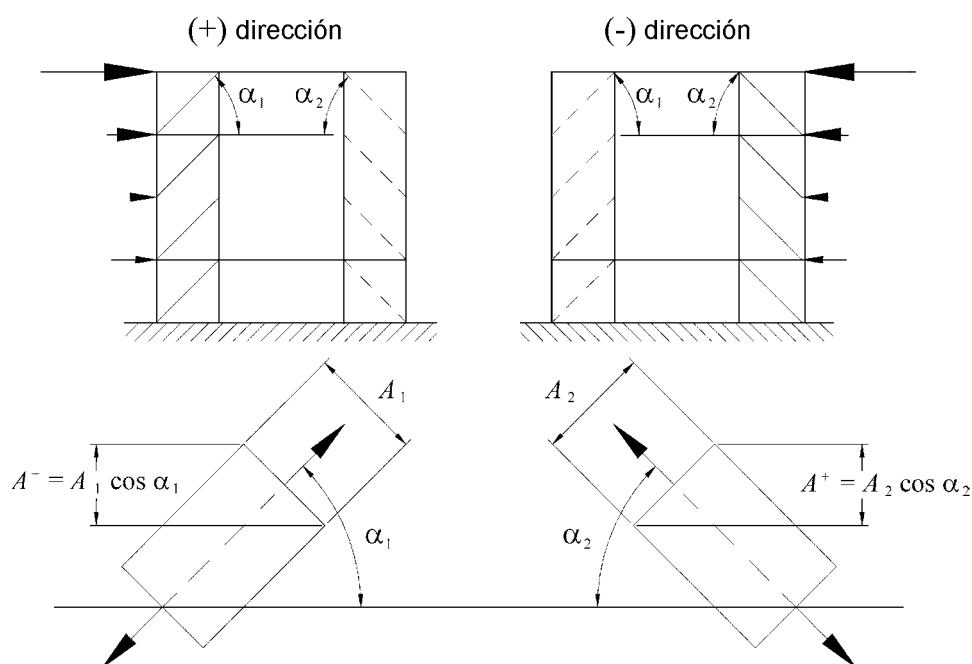 (+) dirección
(-) dirección
α₁ α₂
α₁ α₂
A₁
A₂
A⁻ = A₁ cos α₁
A⁺ = A₂ cos α₂
α₁
α₂